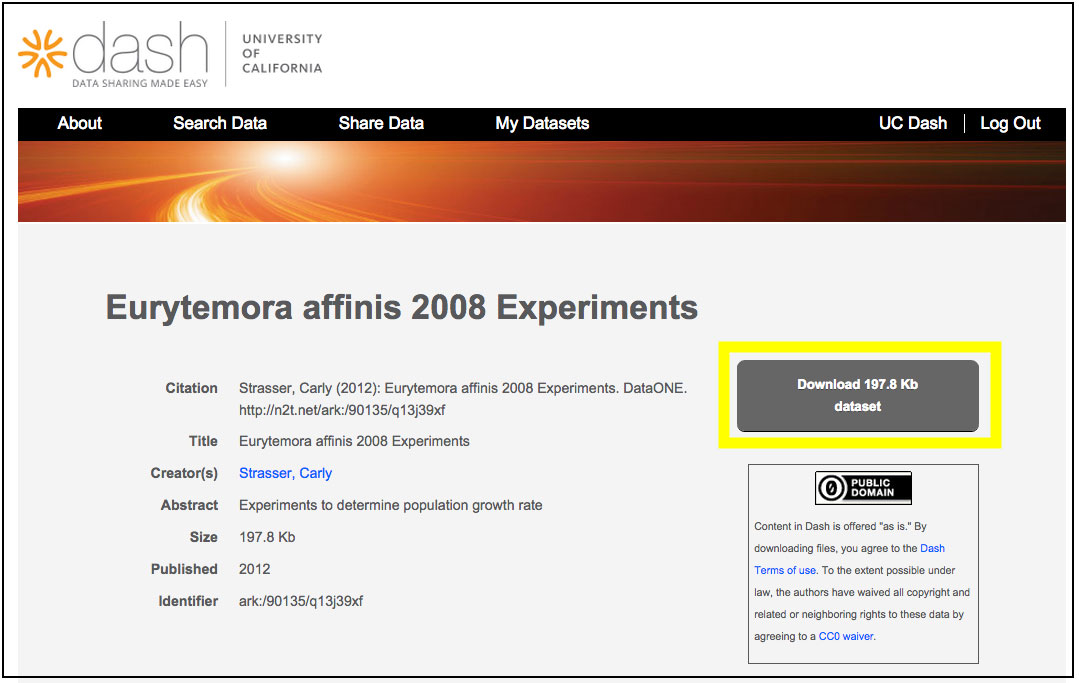 dash
DATA SHARING MADE EASY
UNIVERSITY
OF
CALIFORNIA
About Search Data Share Data My Datasets UC Dash Log Out
Eurytemora affinis 2008 Experiments
Citation Strasser, Carly (2012): Eurytemora affinis 2008 Experiments. DataONE.
http://n2t.net/ark:/90135/q13j39xf
Title Eurytemora affinis 2008 Experiments
Creator(s) Strasser, Carly
Abstract Experiments to determine population growth rate
Size 197.8 Kb
Published 2012
Identifier ark:/90135/q13j39xf
Download 197.8 Kb
dataset
0 PUBLIC
DOMAIN
Content in Dash is offered "as is." By
downloading files, you agree to the Dash
Terms of use. To the extent possible under
law, the authors have waived all copyright and
related or neighboring rights to these data by
agreeing to a CC0 waiver.